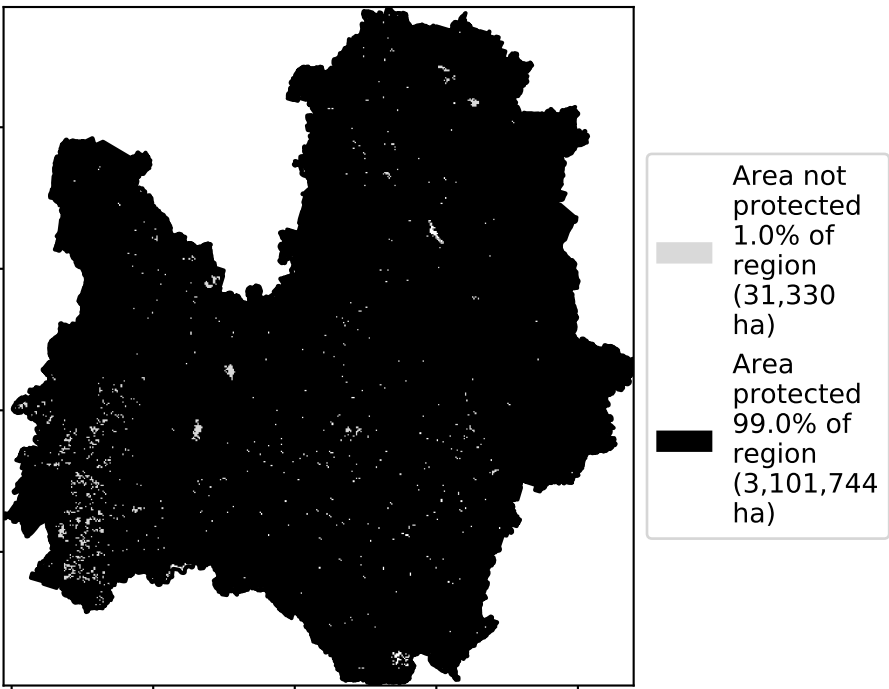 Area not
protected
1.0% of
region
(31,330
ha)
Area
protected
99.0% of
region
(3,101,744
ha)